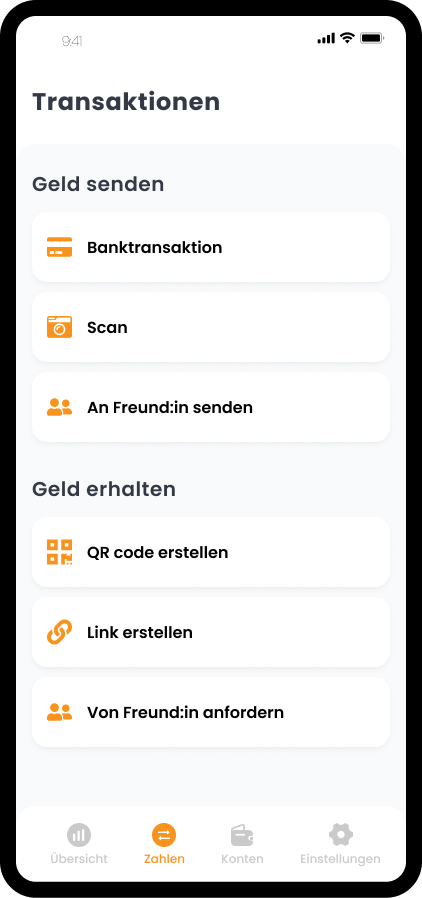 9:41
Transaktionen
Geld senden
Banktransaktion
Scan
An Freund:in senden
Geld erhalten
QR code erstellen
Link erstellen
Von Freund:in anfordern
Übersicht
Zahlen
Konten
Einstellungen